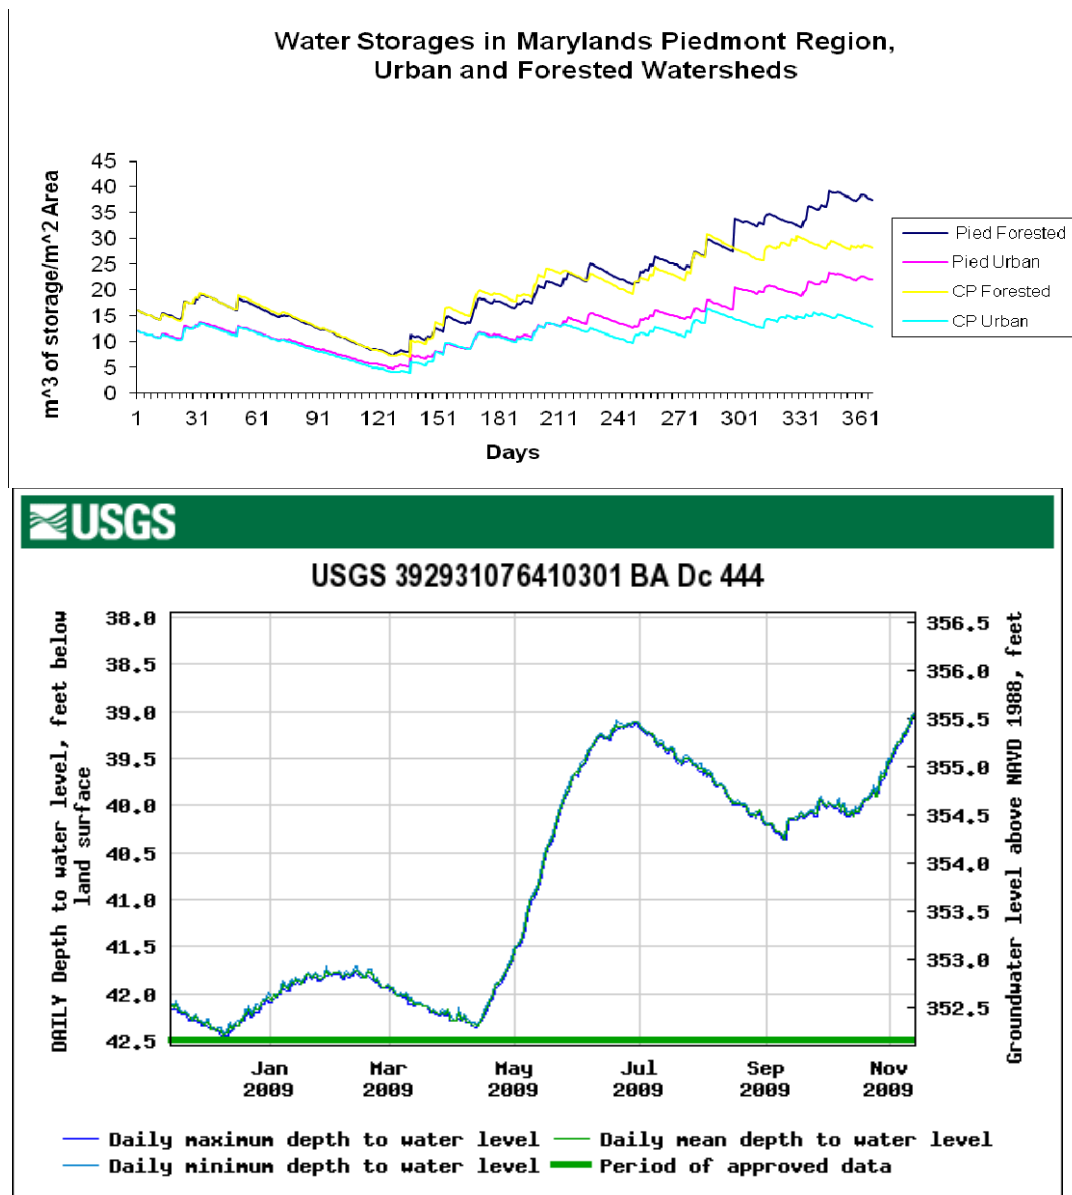 Water Storages in Marylands Piedmont Region,
Urban and Forested Watersheds
m^3 of storage/m^2 Area
45
40
35
30
25
20
15
10
5
0
1 31 61 91 121 151 181 211 241 271 301 331 361
Days
Pied Forested
Pied Urban
CP Forested
CP Urban
USGS
USGS 392931076410301 BA Dc 444
DAILY Depth to water level, feet below
land surface
38.0
38.5
39.0
39.5
40.0
40.5
41.0
41.5
42.0
42.5
356.5
356.0
355.5
355.0
354.5
354.0
353.5
353.0
352.5
Groundwater level above NAVD 1988, feet
Jan Mar May Jul Sep Nov
2009 2009 2009 2009 2009 2009
Daily maximum depth to water level Daily mean depth to water level
Daily minimum depth to water level Period of approved data